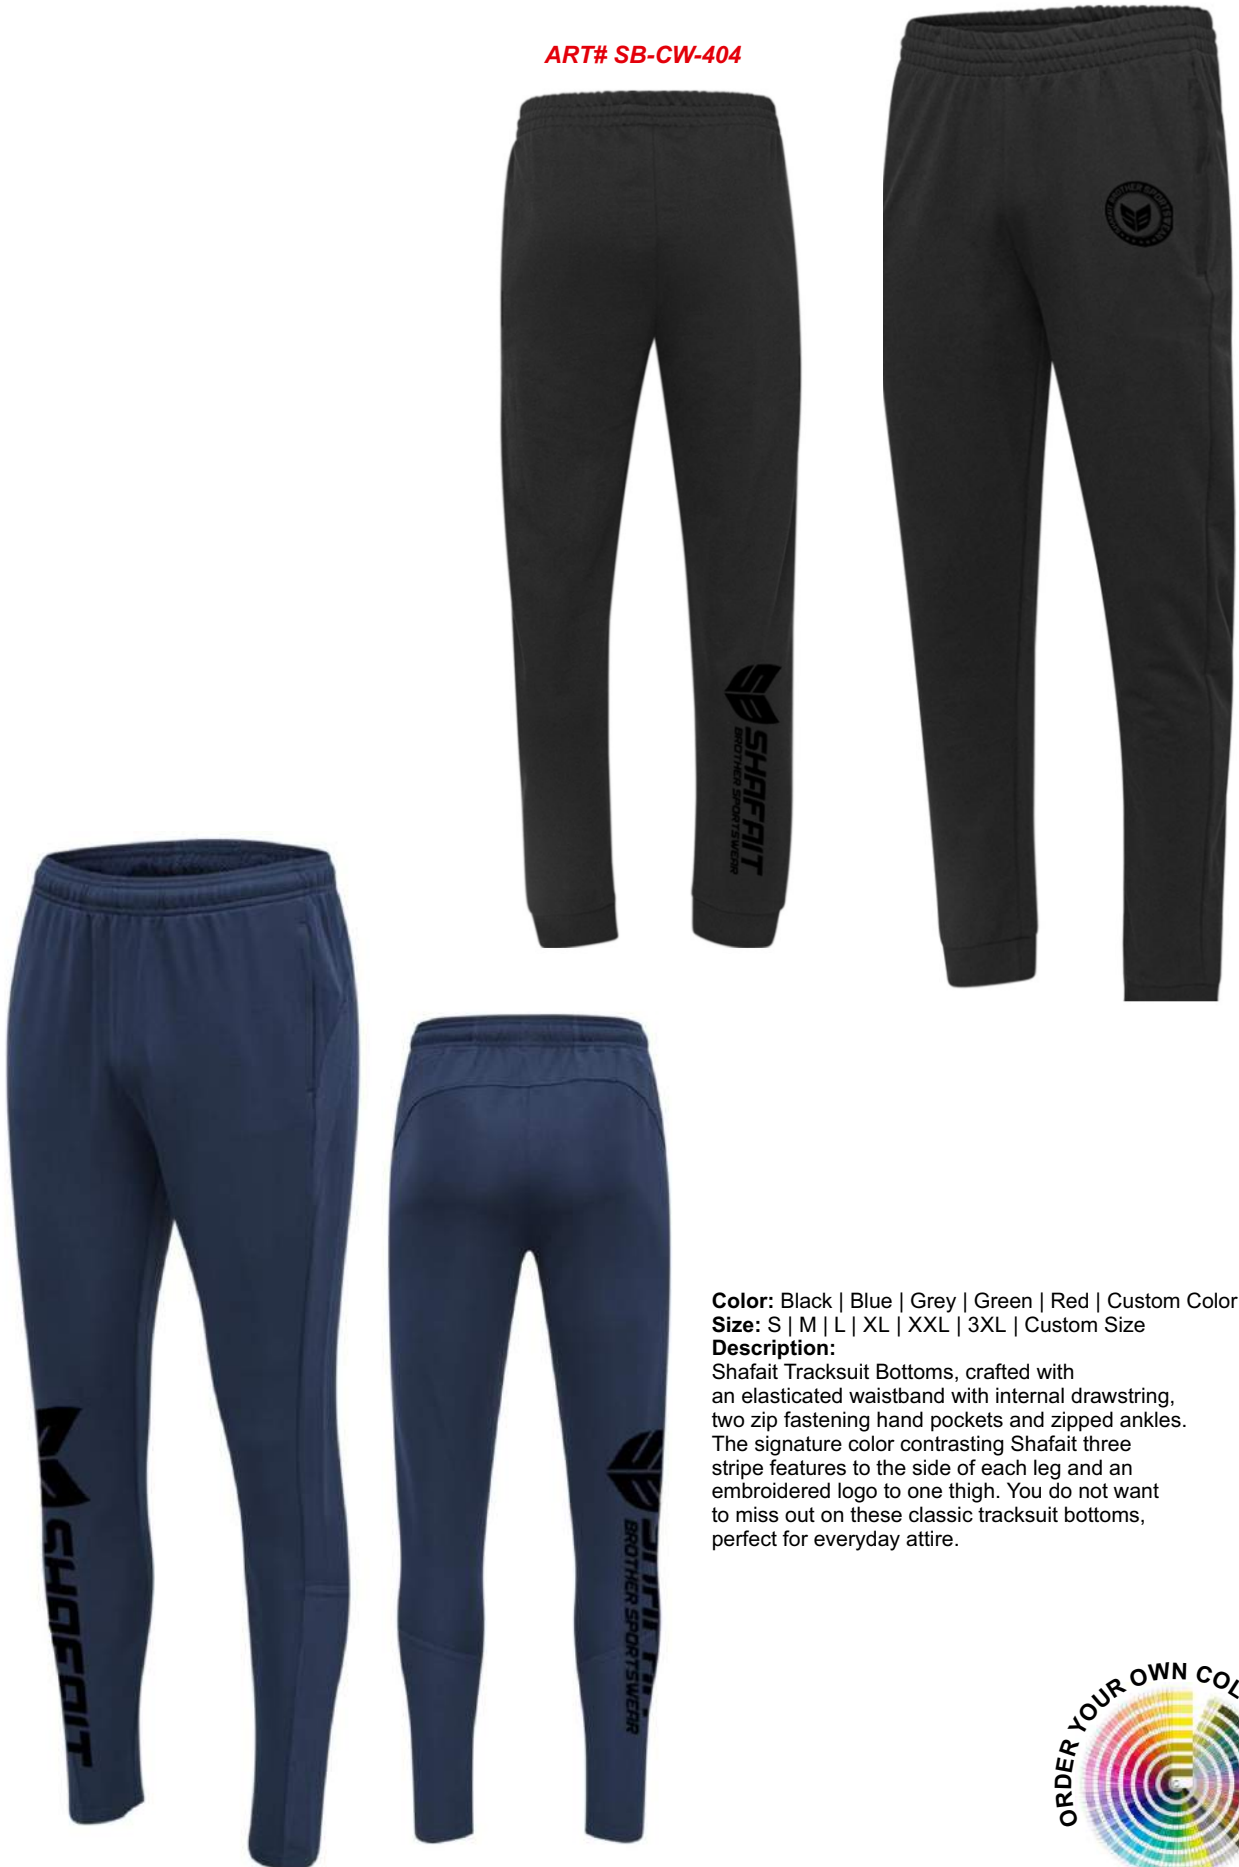 ART# SB-CW-404
BROTHER SPORTSWEAR
SHAFAIT
BROTHER SPORTSWEAR
SHAFAIT
SHAFAIT
BROTHER SPORTSWEAR
Color: Black | Blue | Grey | Green | Red | Custom Color
Size: S | M | L | XL | XXL | 3XL | Custom Size
Description:
Shafait Tracksuit Bottoms, crafted with
an elasticated waistband with internal drawstring,
two zip fastening hand pockets and zipped ankles.
The signature color contrasting Shafait three
stripe features to the side of each leg and an
embroidered logo to one thigh. You do not want
to miss out on these classic tracksuit bottoms,
perfect for everyday attire.
ORDER YOUR OWN COL